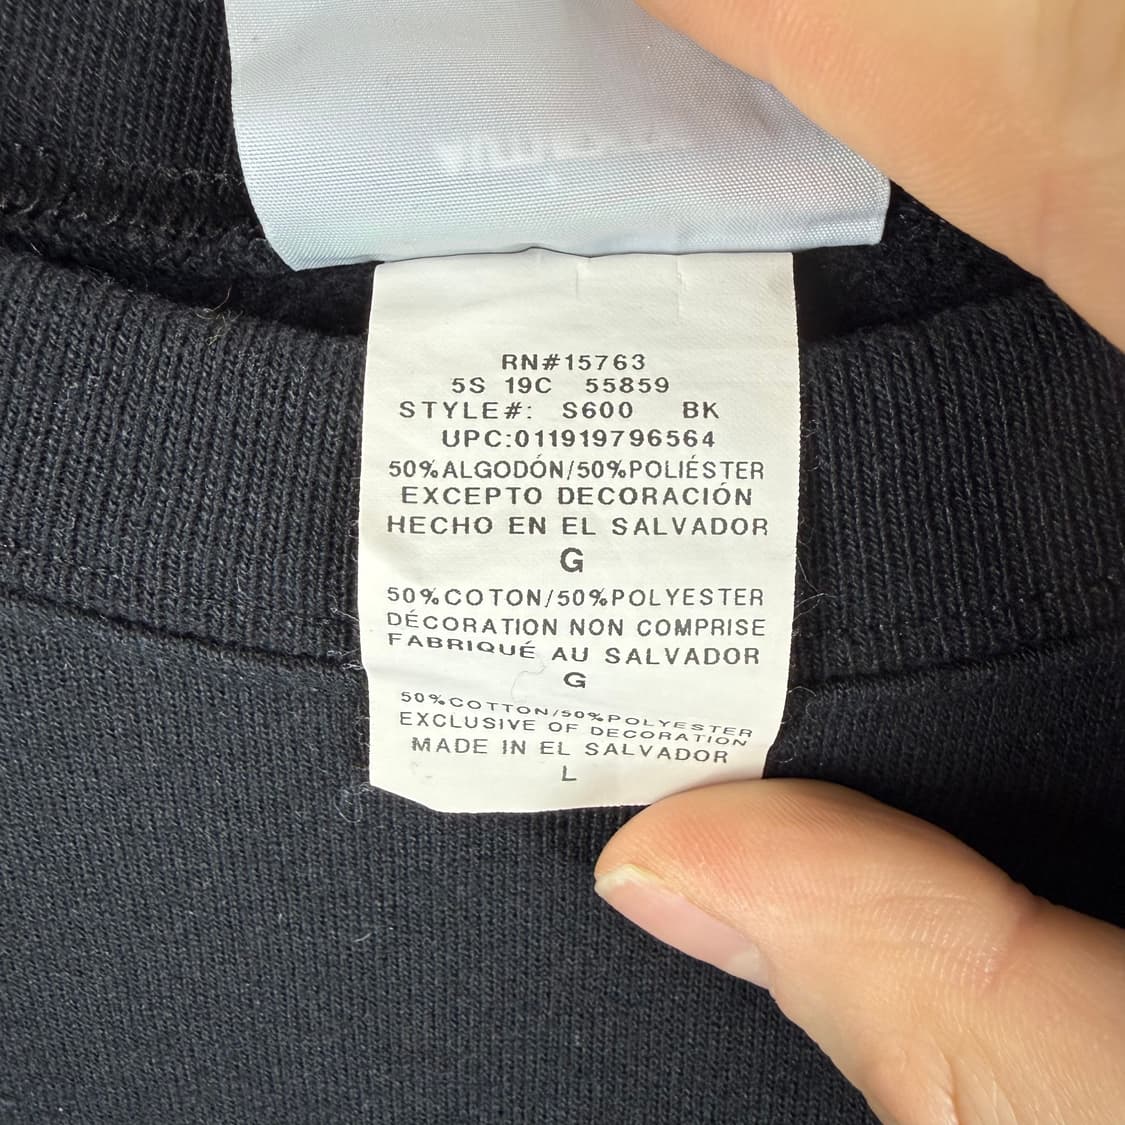 RN#15763
5S 19C 55859
STYLE#: S600 BK
UPC:011919796564
50%ALGODÓN/50%POLIÉSTER
EXCEPTO DECORACIÓN
HECHO EN EL SALVADOR
G
50%COTON/50%POLYESTER
DÉCORATION NON COMPRISE
FABRIQUÉ AU SALVADOR
G
50%COTTON/50%POLYESTER
EXCLUSIVE OF DECORATION
MADE IN EL SALVADOR
L